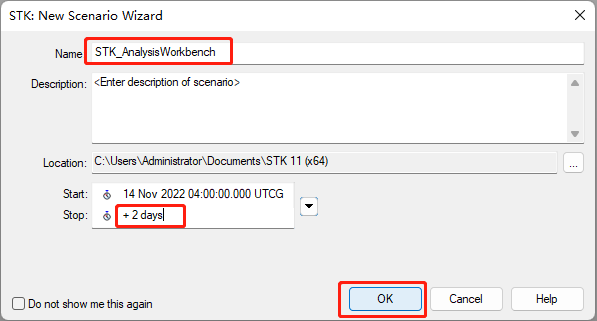 STK: New Scenario Wizard
Name STK_AnalysisWorkbench
Description: <Enter description of scenario>
Location: C:\Users\Administrator\Documents\STK 11 (x64) ...
Start: 14 Nov 2022 04:00:00.000 UTCG
Stop: + 2 days
Do not show me this again OK Cancel Help